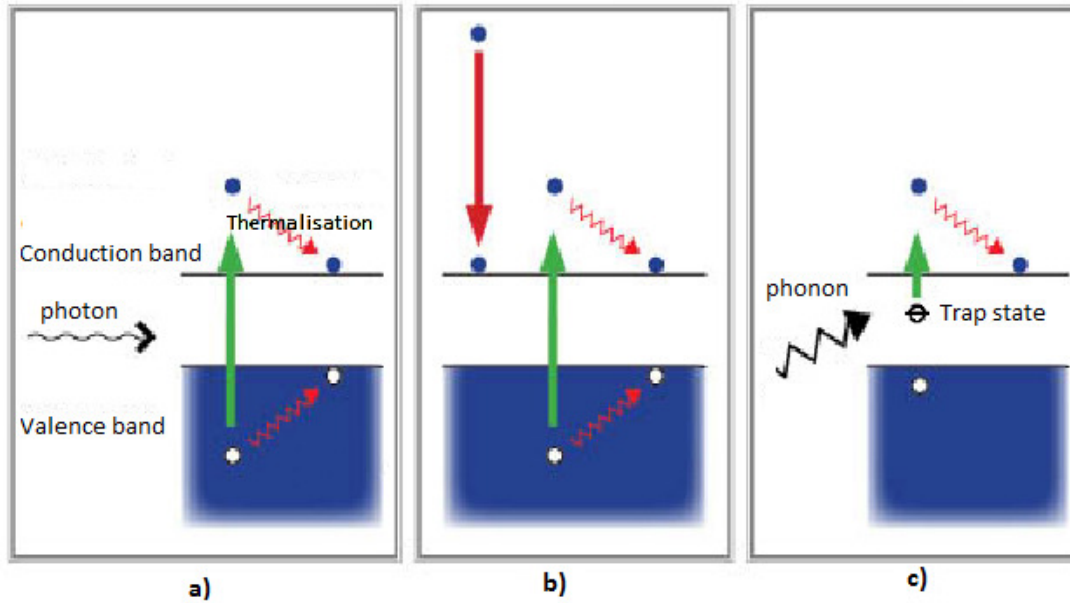 Thermalisation
Conduction band
photon
Valence band
phonon
Trap state
a)
b)
c)